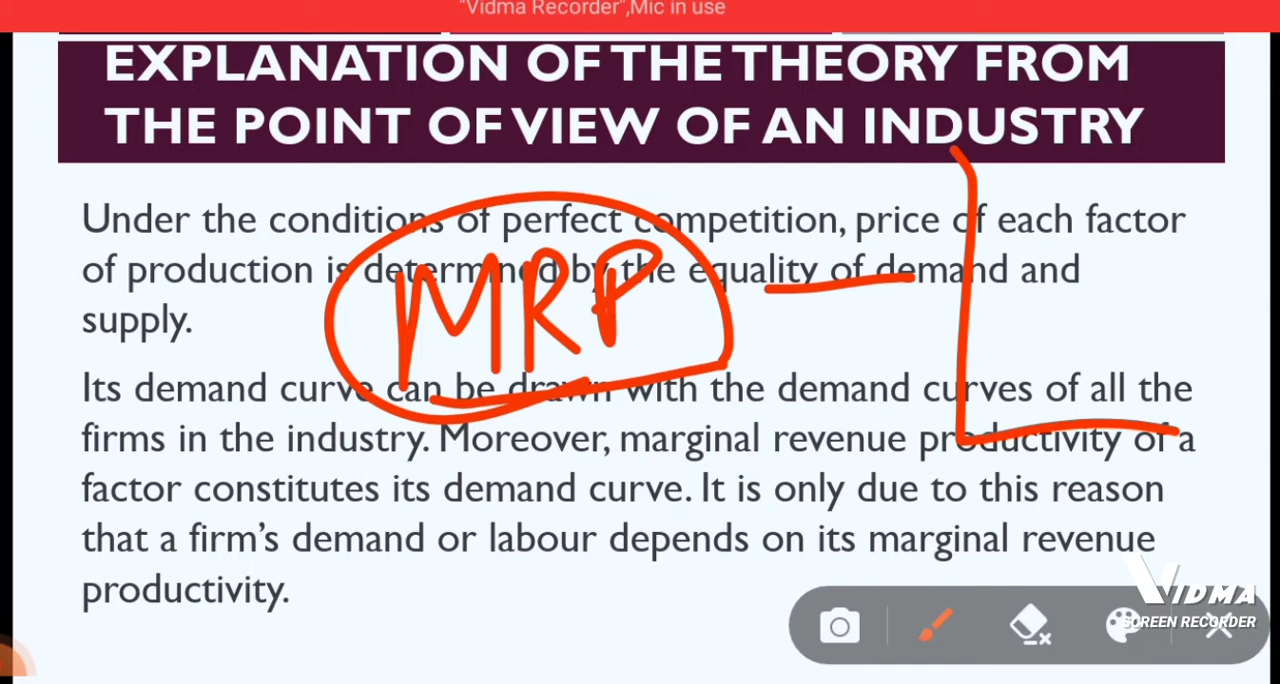 "Vidma Recorder",Mic in use
EXPLANATION OF THE THEORY FROM
THE POINT OF VIEW OF AN INDUSTRY
Under the conditions of perfect competition, price of each factor
of production is determined by the equality of demand and
supply.
MRP
Its demand curve can be drawn with the demand curves of all the
firms in the industry. Moreover, marginal revenue productivity of a
factor constitutes its demand curve. It is only due to this reason
that a firm's demand or labour depends on its marginal revenue
productivity.
VIDMA
SCREEN RECORDER